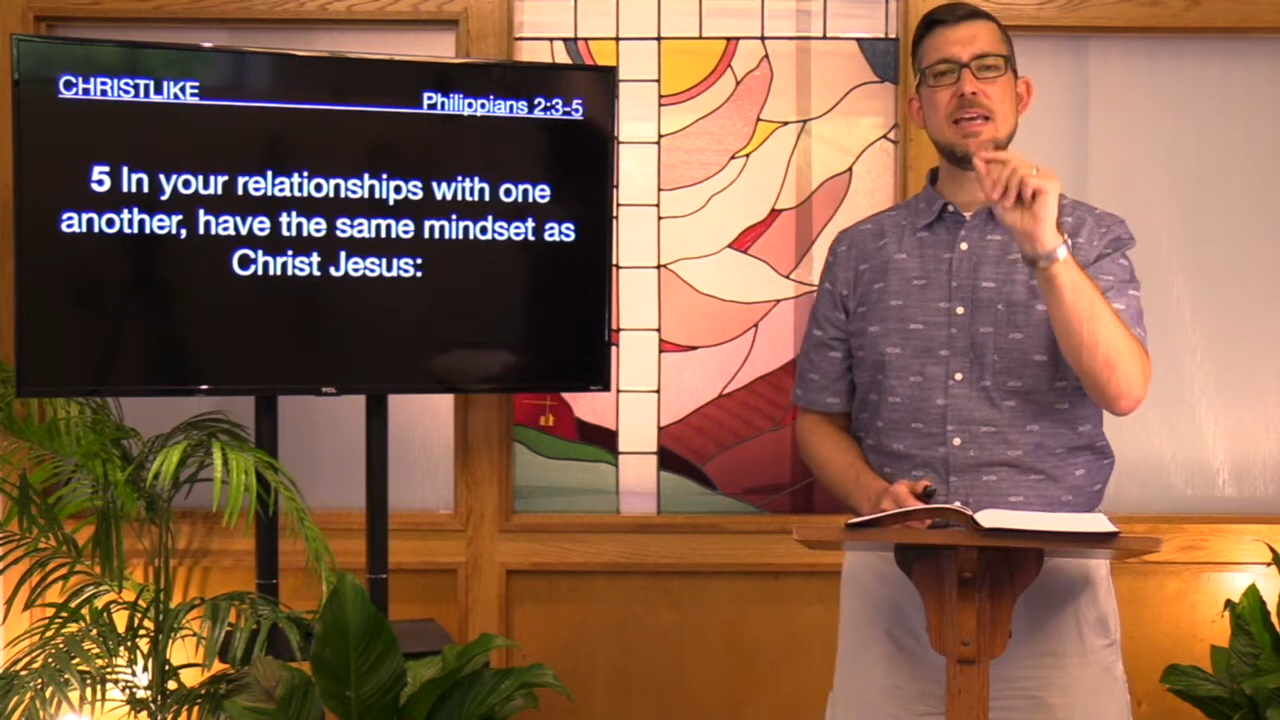 CHRISTLIKE
Philippians 2:3-5
5 In your relationships with one
another, have the same mindset as
Christ Jesus:
TCL